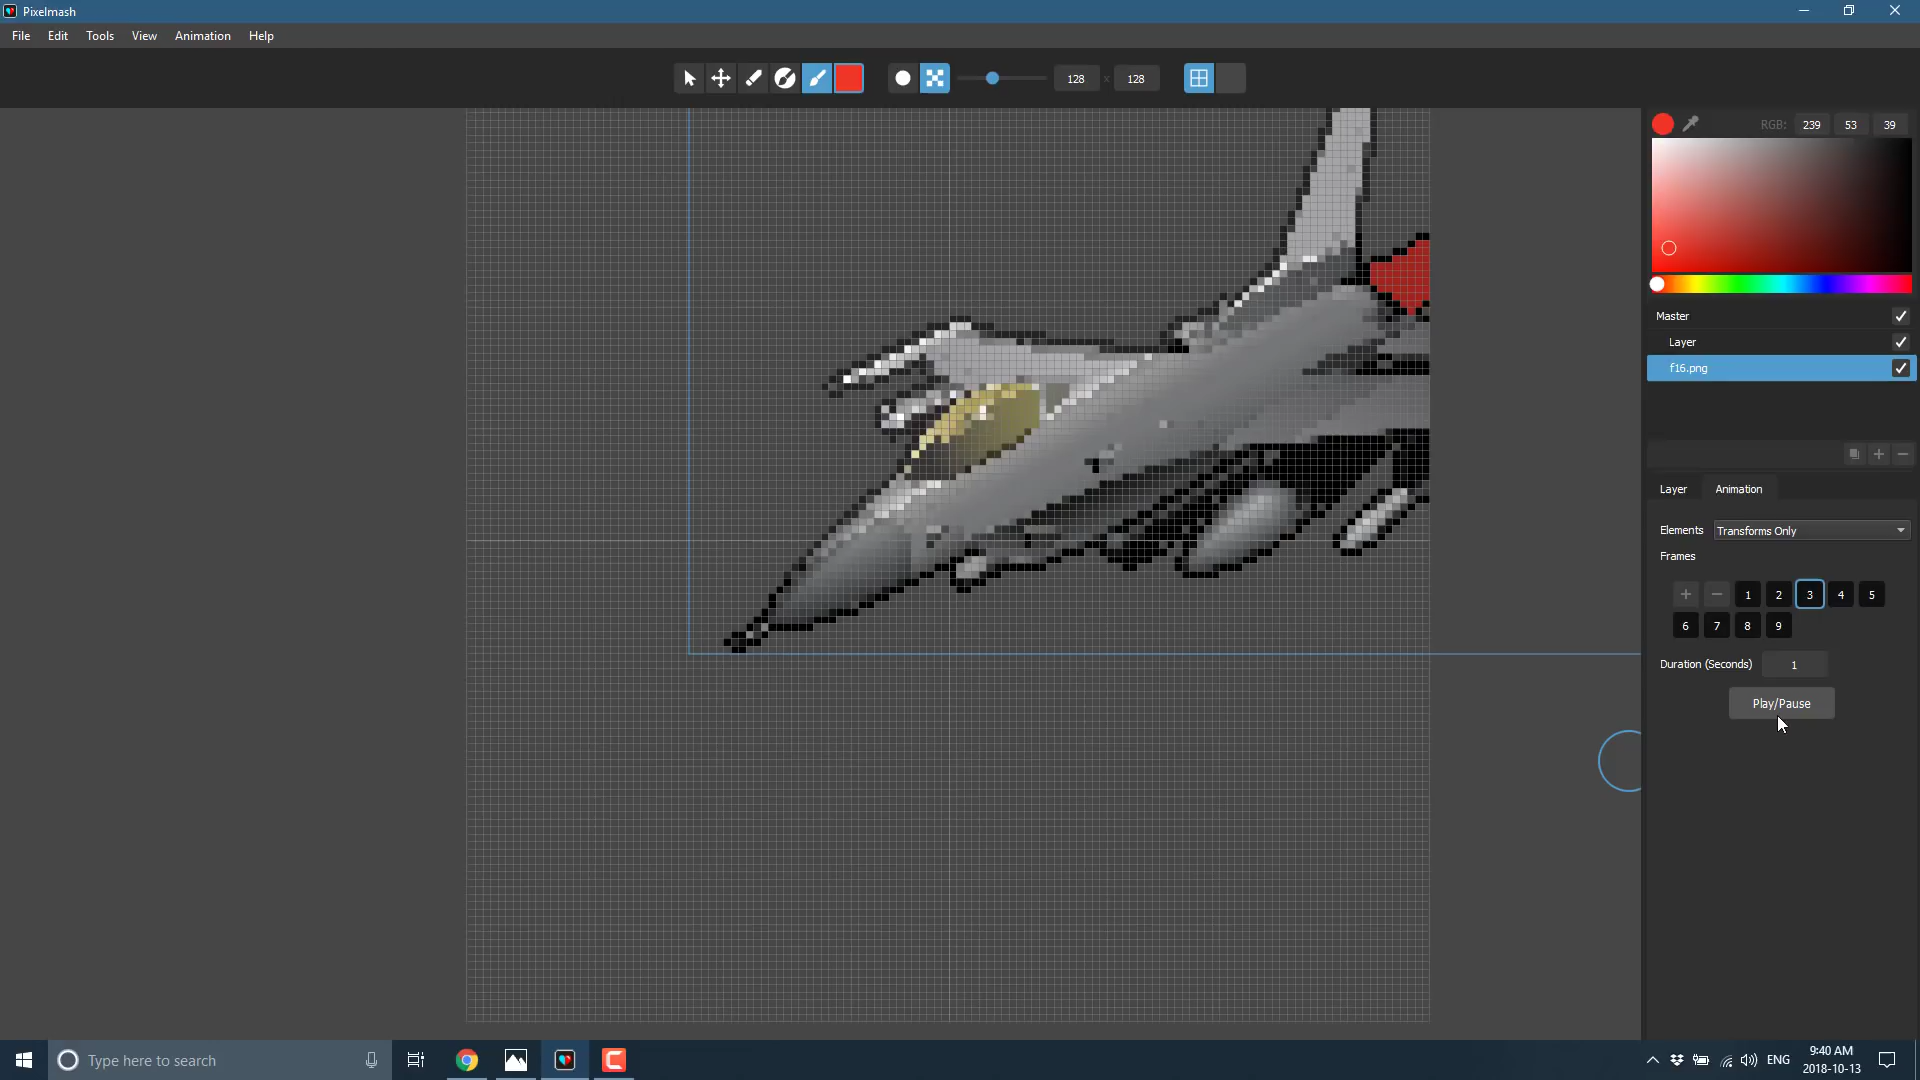 Pixelmash
File Edit Tools View Animation Help
128 x 128
RGB: 239 53 39
Master
Layer
f16.png
Layer Animation
Elements Transforms Only
Frames
+ − 1 2 3 4 5
6 7 8 9
Duration (Seconds) 1
Play/Pause
Type here to search
ENG
9:40 AM
2018-10-13